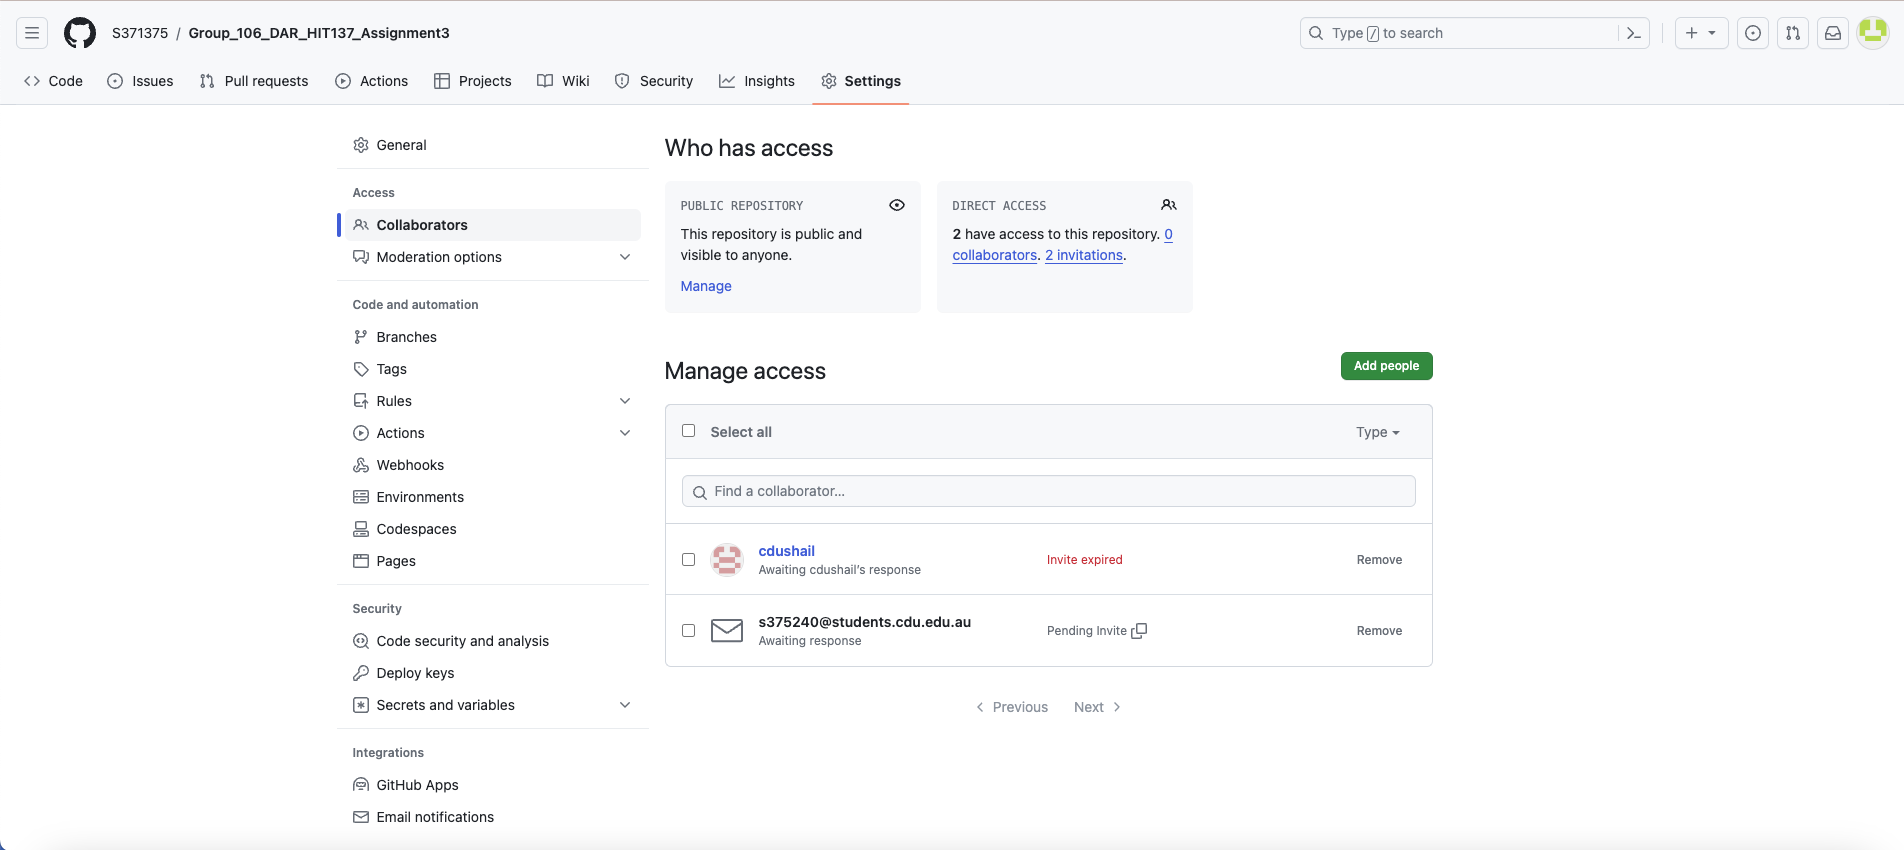 S371375 / Group_106_DAR_HIT137_Assignment3
Type / to search
Code
Issues
Pull requests
Actions
Projects
Wiki
Security
Insights
Settings
General
Access
Collaborators
Moderation options
Code and automation
Branches
Tags
Rules
Actions
Webhooks
Environments
Codespaces
Pages
Security
Code security and analysis
Deploy keys
Secrets and variables
Integrations
GitHub Apps
Email notifications
Who has access
PUBLIC REPOSITORY
This repository is public and
visible to anyone.
Manage
DIRECT ACCESS
2 have access to this repository. 0
collaborators. 2 invitations.
Manage access
Add people
Select all
Type
Find a collaborator...
cdushail
Awaiting cdushail's response
Invite expired
Remove
s375240@students.cdu.edu.au
Awaiting response
Pending Invite
Remove
Previous
Next